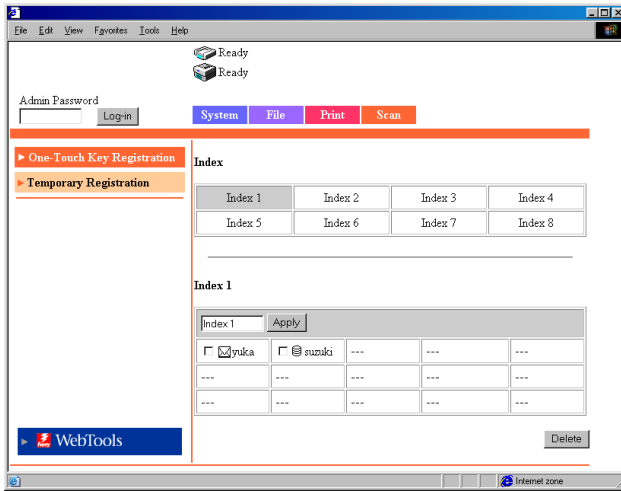 File Edit View Favorites Tools Help
Ready
Ready
Admin Password
Log-in
System File Print Scan
One-Touch Key Registration
Temporary Registration
Index
Index 1 Index 2 Index 3 Index 4
Index 5 Index 6 Index 7 Index 8
Index 1
Index 1 Apply
yuka suzuki --- --- ---
--- --- --- --- ---
--- --- --- --- ---
WebTools
Delete
Internet zone